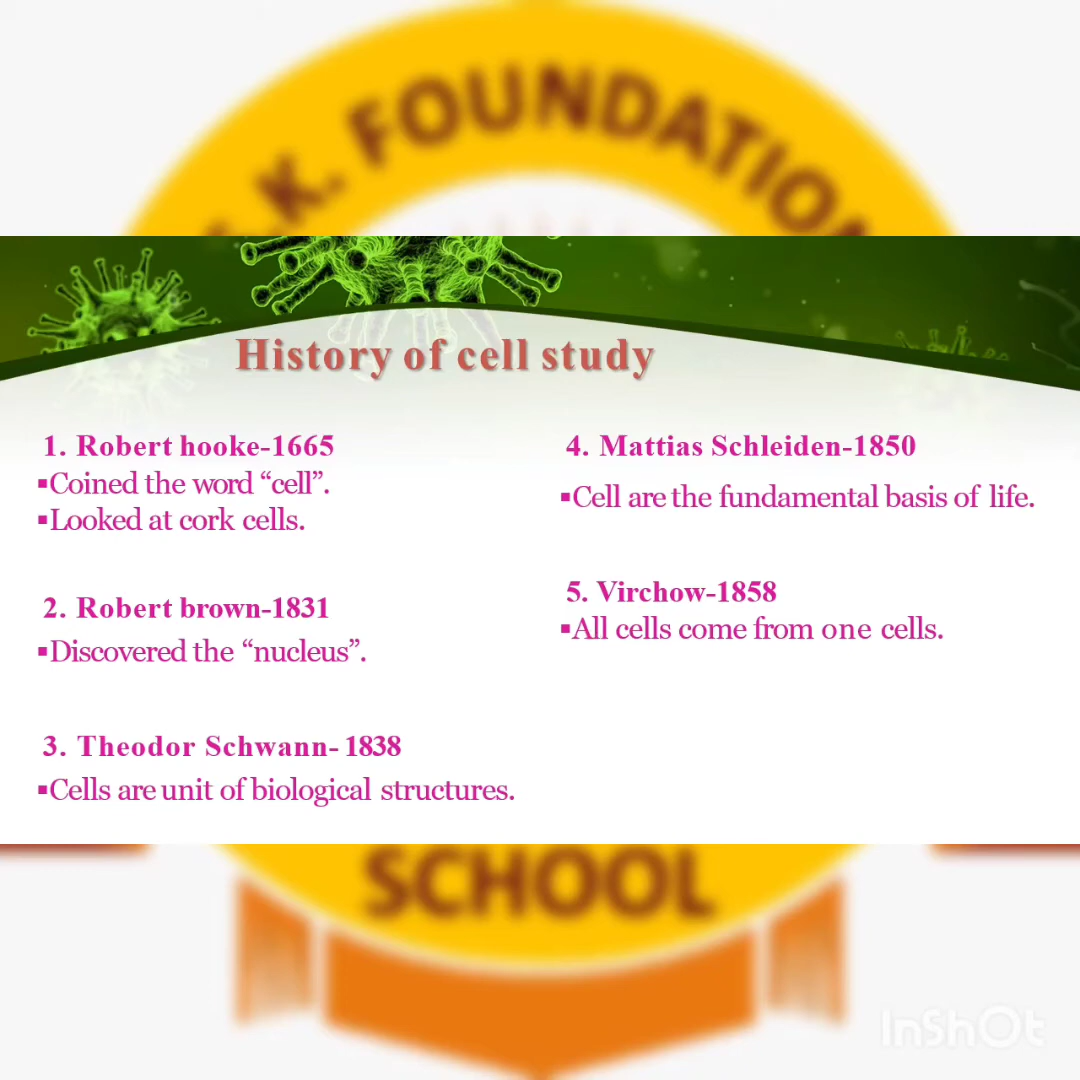 .K. FOUNDATION
History of cell study
1. Robert hooke-1665
▪Coined the word “cell”.
▪Looked at cork cells.
2. Robert brown-1831
▪Discovered the “nucleus”.
3. Theodor Schwann- 1838
▪Cells are unit of biological structures.
4. Mattias Schleiden-1850
▪Cell are the fundamental basis of life.
5. Virchow-1858
▪All cells come from one cells.
SCHOOL
InShOt